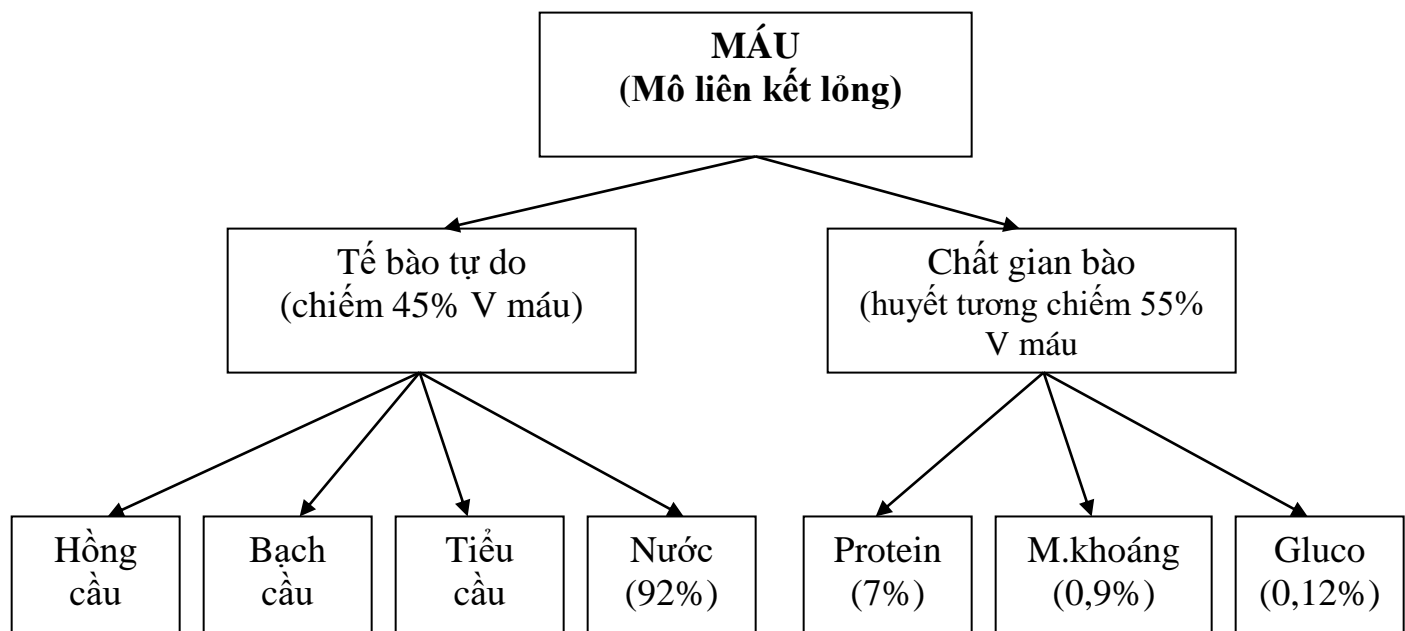 MÁU
(Mô liên kết lỏng)
Tế bào tự do
(chiếm 45% V máu)
Chất gian bào
(huyết tương chiếm 55%
V máu
Hồng
cầu
Bạch
cầu
Tiểu
cầu
Nước
(92%)
Protein
(7%)
M.khoáng
(0,9%)
Gluco
(0,12%)